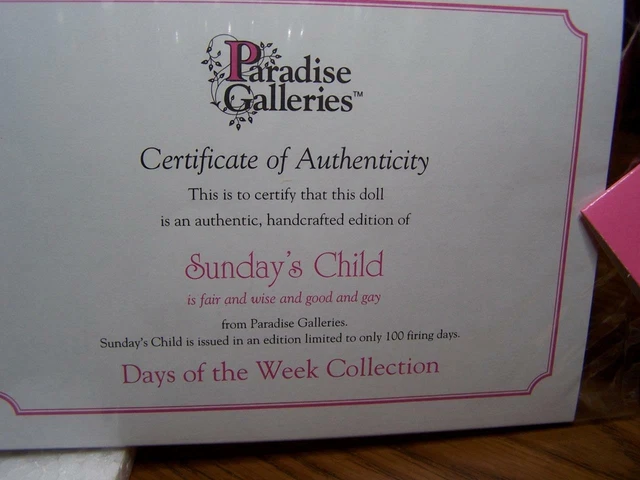 Paradise
Galleries™
Certificate of Authenticity
This is to certify that this doll
is an authentic, handcrafted edition of
Sunday's Child
is fair and wise and good and gay
from Paradise Galleries.
Sunday's Child is issued in an edition limited to only 100 firing days.
Days of the Week Collection